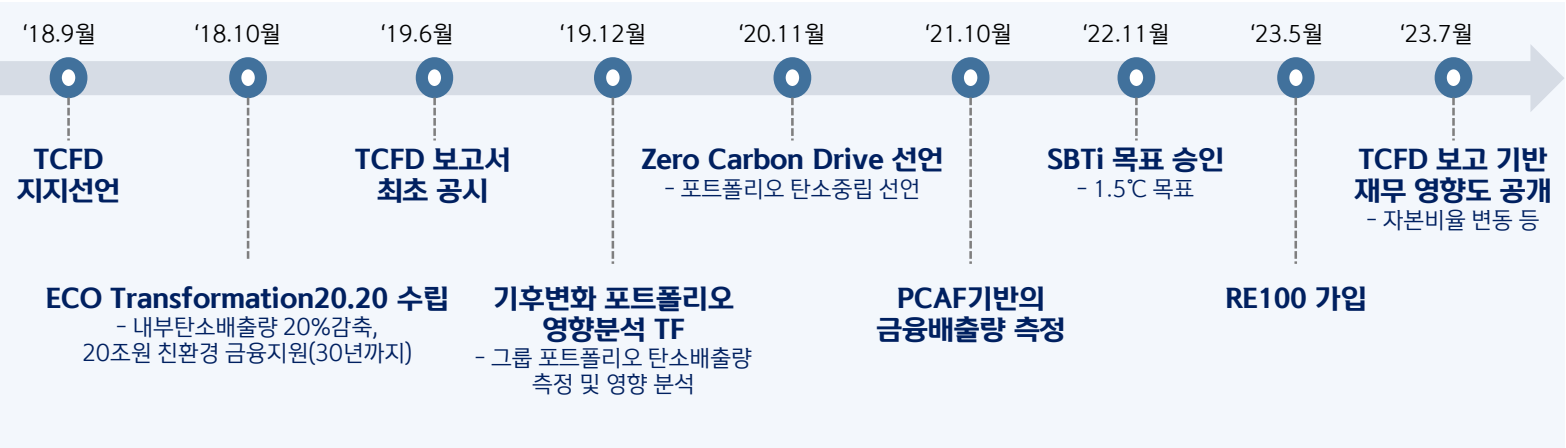 ‘18.9월
‘18.10월
‘19.6월
‘19.12월
‘20.11월
‘21.10월
‘22.11월
‘23.5월
‘23.7월
TCFD
지지선언
TCFD 보고서
최초 공시
Zero Carbon Drive 선언
– 포트폴리오 탄소중립 선언
SBTi 목표 승인
– 1.5℃ 목표
TCFD 보고 기반
재무 영향도 공개
– 자본비율 변동 등
ECO Transformation20.20 수립
– 내부탄소배출량 20%감축,
20조원 친환경 금융지원(30년까지)
기후변화 포트폴리오
영향분석 TF
– 그룹 포트폴리오 탄소배출량
측정 및 영향 분석
PCAF기반의
금융배출량 측정
RE100 가입